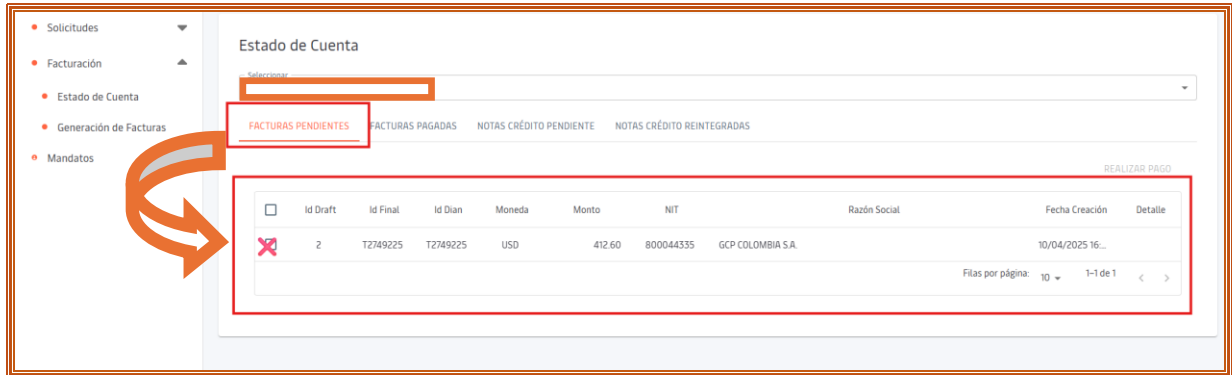 Solicitudes
Facturación
Estado de Cuenta
Generación de Facturas
Mandatos
Estado de Cuenta
Seleccionar
FACTURAS PENDIENTES FACTURAS PAGADAS NOTAS CRÉDITO PENDIENTE NOTAS CRÉDITO REINTEGRADAS
REALIZAR PAGO
Id Draft Id Final Id Dian Moneda Monto NIT Razón Social Fecha Creación Detalle
2 T2749225 T2749225 USD 412.60 800044335 GCP COLOMBIA S.A. 10/04/2025 16:...
Filas por página: 10 1-1 de 1